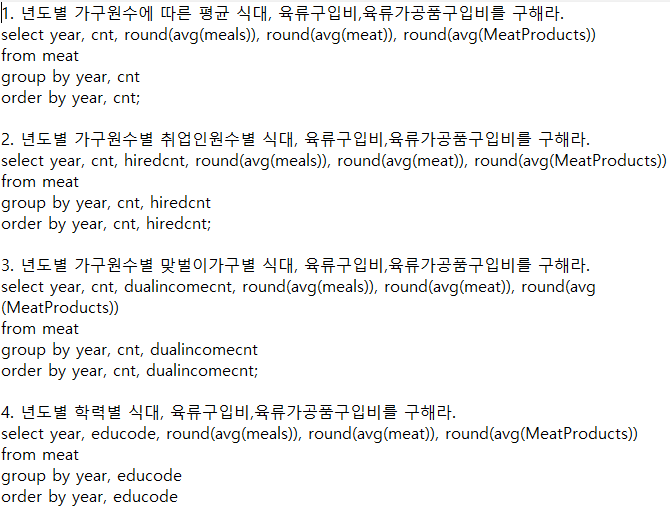 1. 년도별 가구원수에 따른 평균 식대, 육류구입비,육류가공품구입비를 구해라.
select year, cnt, round(avg(meals)), round(avg(meat)), round(avg(MeatProducts))
from meat
group by year, cnt
order by year, cnt;
2. 년도별 가구원수별 취업인원수별 식대, 육류구입비,육류가공품구입비를 구해라.
select year, cnt, hiredcnt, round(avg(meals)), round(avg(meat)), round(avg(MeatProducts))
from meat
group by year, cnt, hiredcnt
order by year, cnt, hiredcnt;
3. 년도별 가구원수별 맞벌이가구별 식대, 육류구입비,육류가공품구입비를 구해라.
select year, cnt, dualincomecnt, round(avg(meals)), round(avg(meat)), round(avg
(MeatProducts))
from meat
group by year, cnt, dualincomecnt
order by year, cnt, dualincomecnt;
4. 년도별 학력별 식대, 육류구입비,육류가공품구입비를 구해라.
select year, educode, round(avg(meals)), round(avg(meat)), round(avg(MeatProducts))
from meat
group by year, educode
order by year, educode